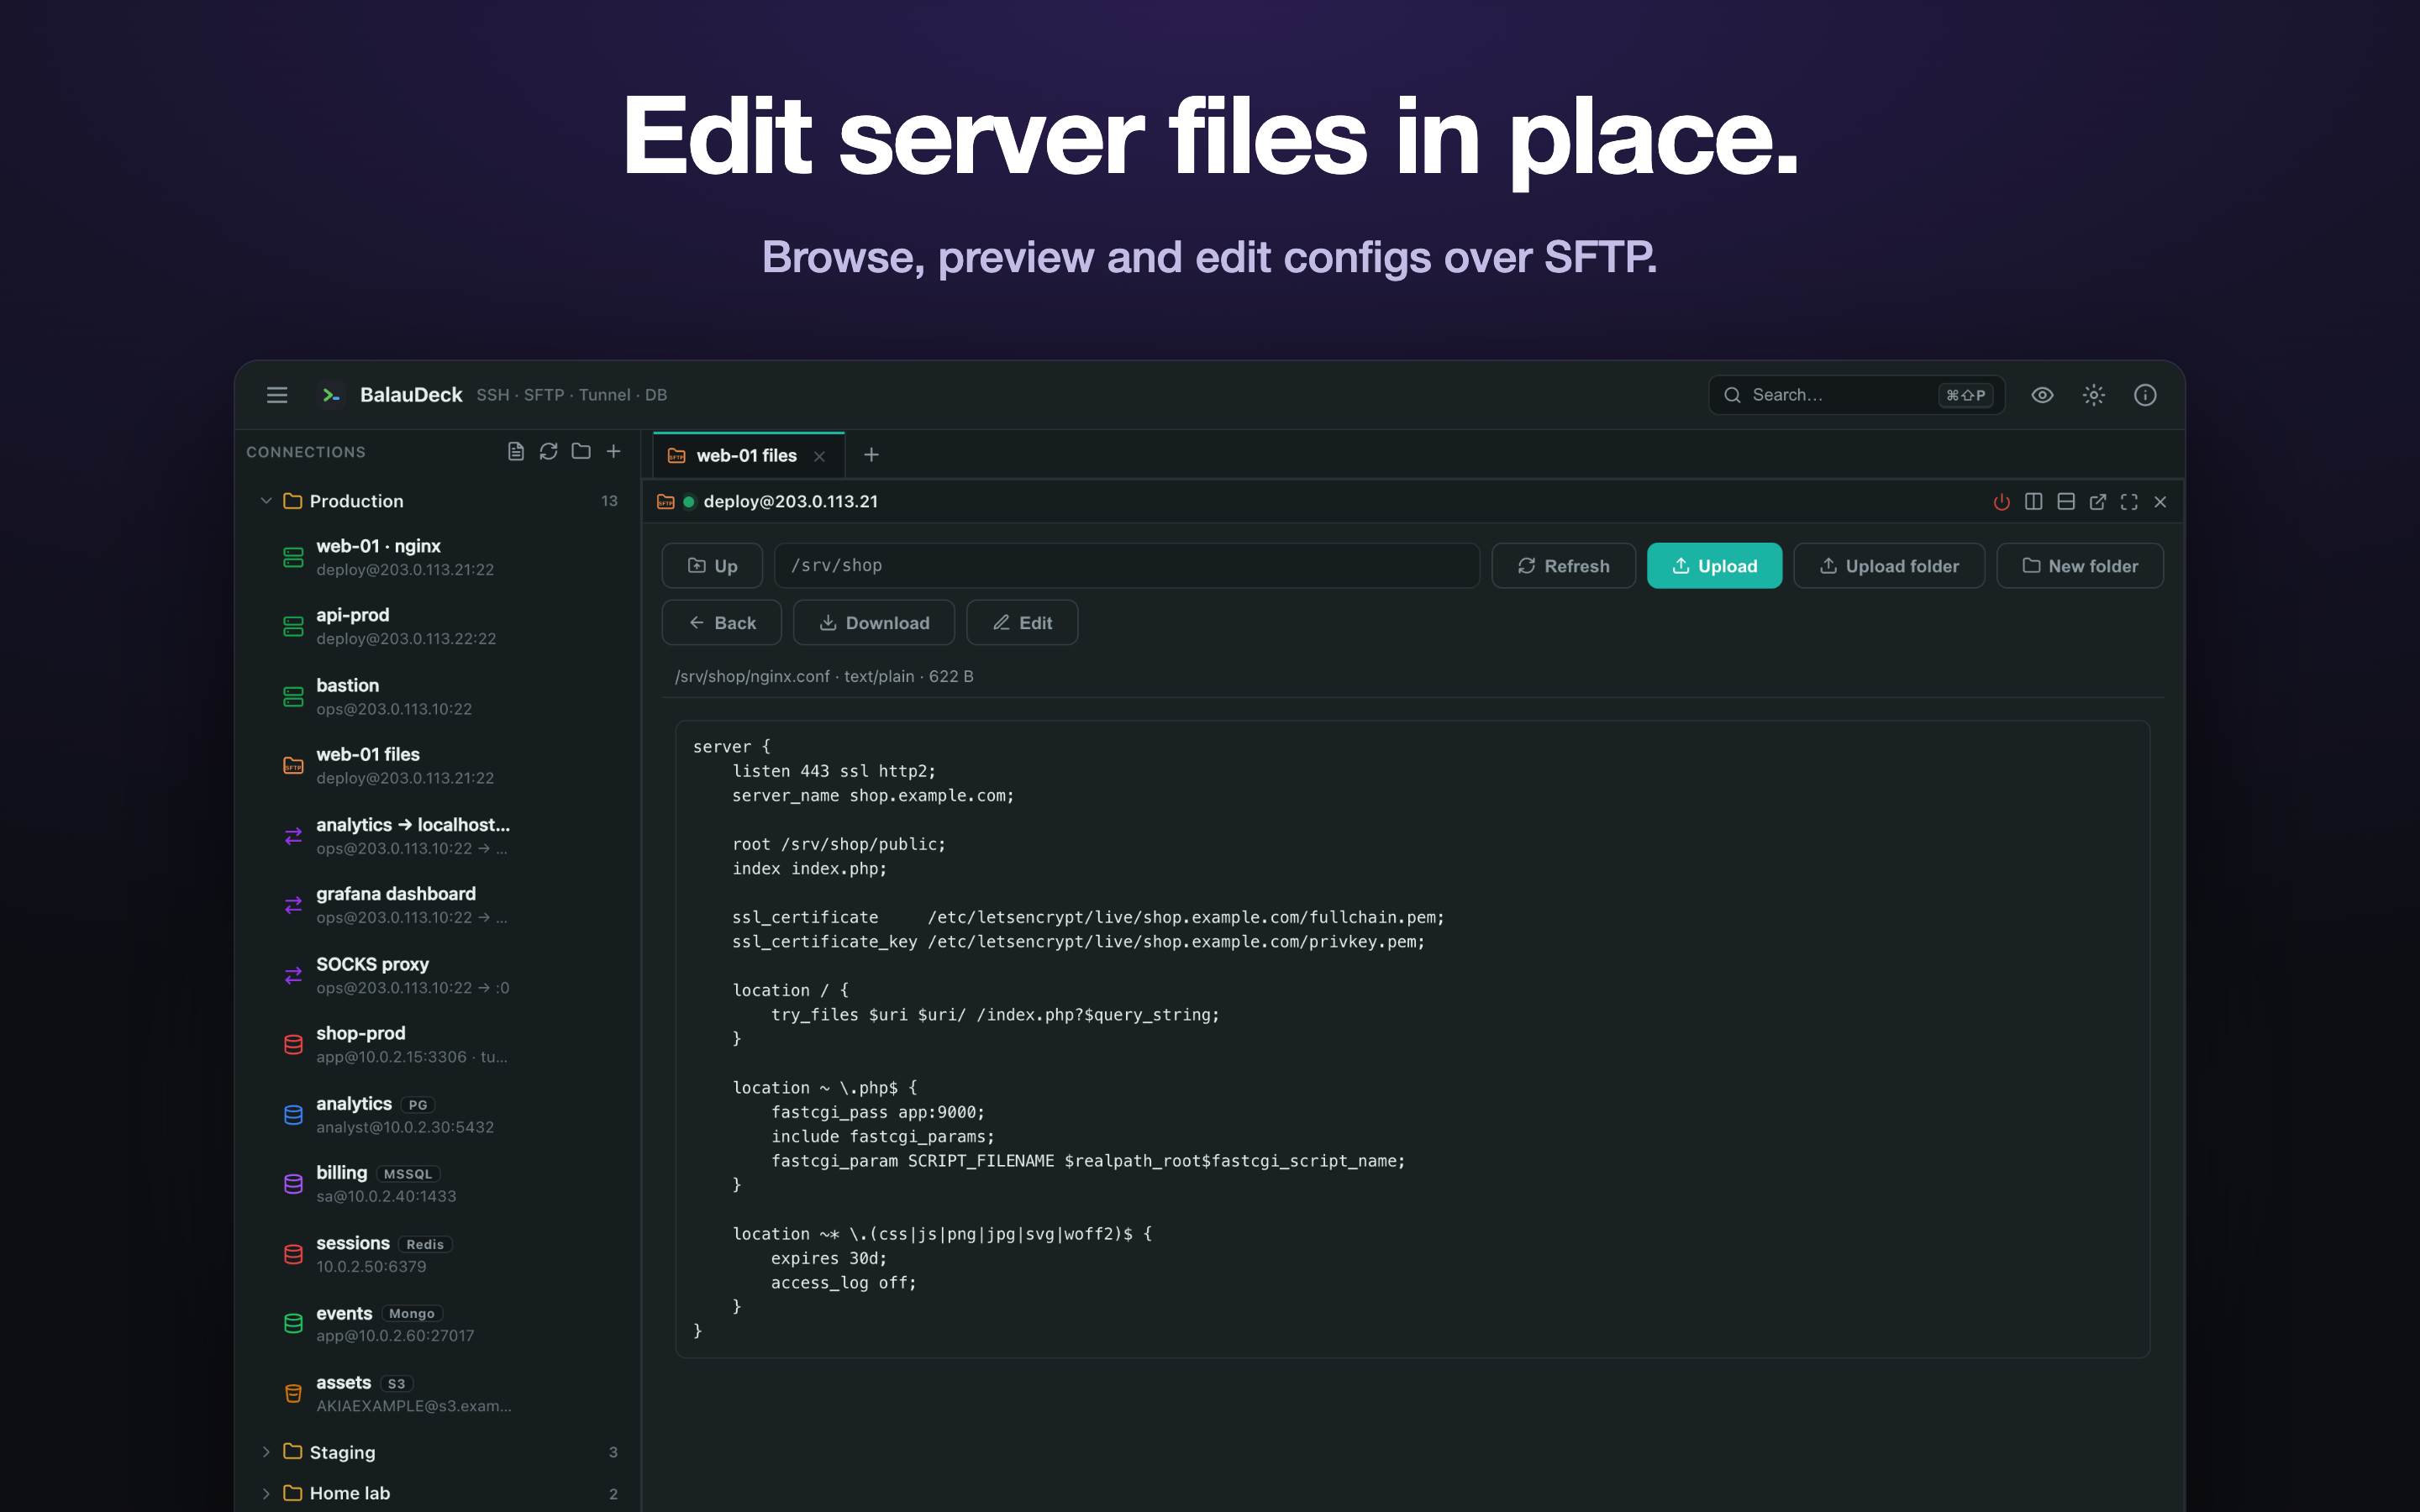 Edit server files in place.
Browse, preview and edit configs over SFTP.
BalauDeck SSH · SFTP · Tunnel · DB
Search... ⌘⇧P
CONNECTIONS
Production 13
web-01 · nginx
deploy@203.0.113.21:22
api-prod
deploy@203.0.113.22:22
bastion
ops@203.0.113.10:22
SFTP web-01 files
deploy@203.0.113.21:22
analytics → localhost...
ops@203.0.113.10:22 → ...
grafana dashboard
ops@203.0.113.10:22 → ...
SOCKS proxy
ops@203.0.113.10:22 → :0
shop-prod
app@10.0.2.15:3306 · tu...
analytics PG
analyst@10.0.2.30:5432
billing MSSQL
sa@10.0.2.40:1433
sessions Redis
10.0.2.50:6379
events Mongo
app@10.0.2.60:27017
assets S3
AKIAEXAMPLE@s3.exam...
Staging 3
Home lab 2
SFTP web-01 files
SFTP deploy@203.0.113.21
Up /srv/shop Refresh Upload Upload folder New folder
Back Download Edit
/srv/shop/nginx.conf · text/plain · 622 B
server {
    listen 443 ssl http2;
    server_name shop.example.com;
    root /srv/shop/public;
    index index.php;
    ssl_certificate     /etc/letsencrypt/live/shop.example.com/fullchain.pem;
    ssl_certificate_key /etc/letsencrypt/live/shop.example.com/privkey.pem;
    location / {
        try_files $uri $uri/ /index.php?$query_string;
    }
    location ~ \.php$ {
        fastcgi_pass app:9000;
        include fastcgi_params;
        fastcgi_param SCRIPT_FILENAME $realpath_root$fastcgi_script_name;
    }
    location ~* \.(css|js|png|jpg|svg|woff2)$ {
        expires 30d;
        access_log off;
    }
}